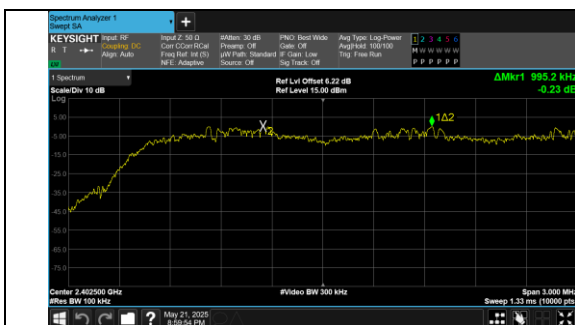 Spectrum Analyzer 1
Swept SA
+
KEYSIGHT Input: RF Input Z: 50 Ω #Atten: 30 dB PNO: Best Wide Avg Type: Log-Power 1 2 3 4 5 6
R T Coupling: DC Corr CCorr RCal Preamp: Off Gate: Off Avg|Hold: 100/100 M W W W W W
Align: Auto Freq Ref: Int (S) µW Path: Standard IF Gain: Low Trig: Free Run
NFE: Adaptive Source: Off Sig Track: Off P P P P P P
1 Spectrum Ref Lvl Offset 6.22 dB ΔMkr1 995.2 kHz
Scale/Div 10 dB Ref Level 15.00 dBm -0.23 dB
Log
5.00
-5.00
-15.0
-25.0
-35.0
-45.0
-55.0
-65.0
-75.0
X2
1Δ2
Center 2.402500 GHz #Video BW 300 kHz Span 3.000 MHz
#Res BW 100 kHz Sweep 1.33 ms (10000 pts
May 21, 2025
8:59:54 PM
?